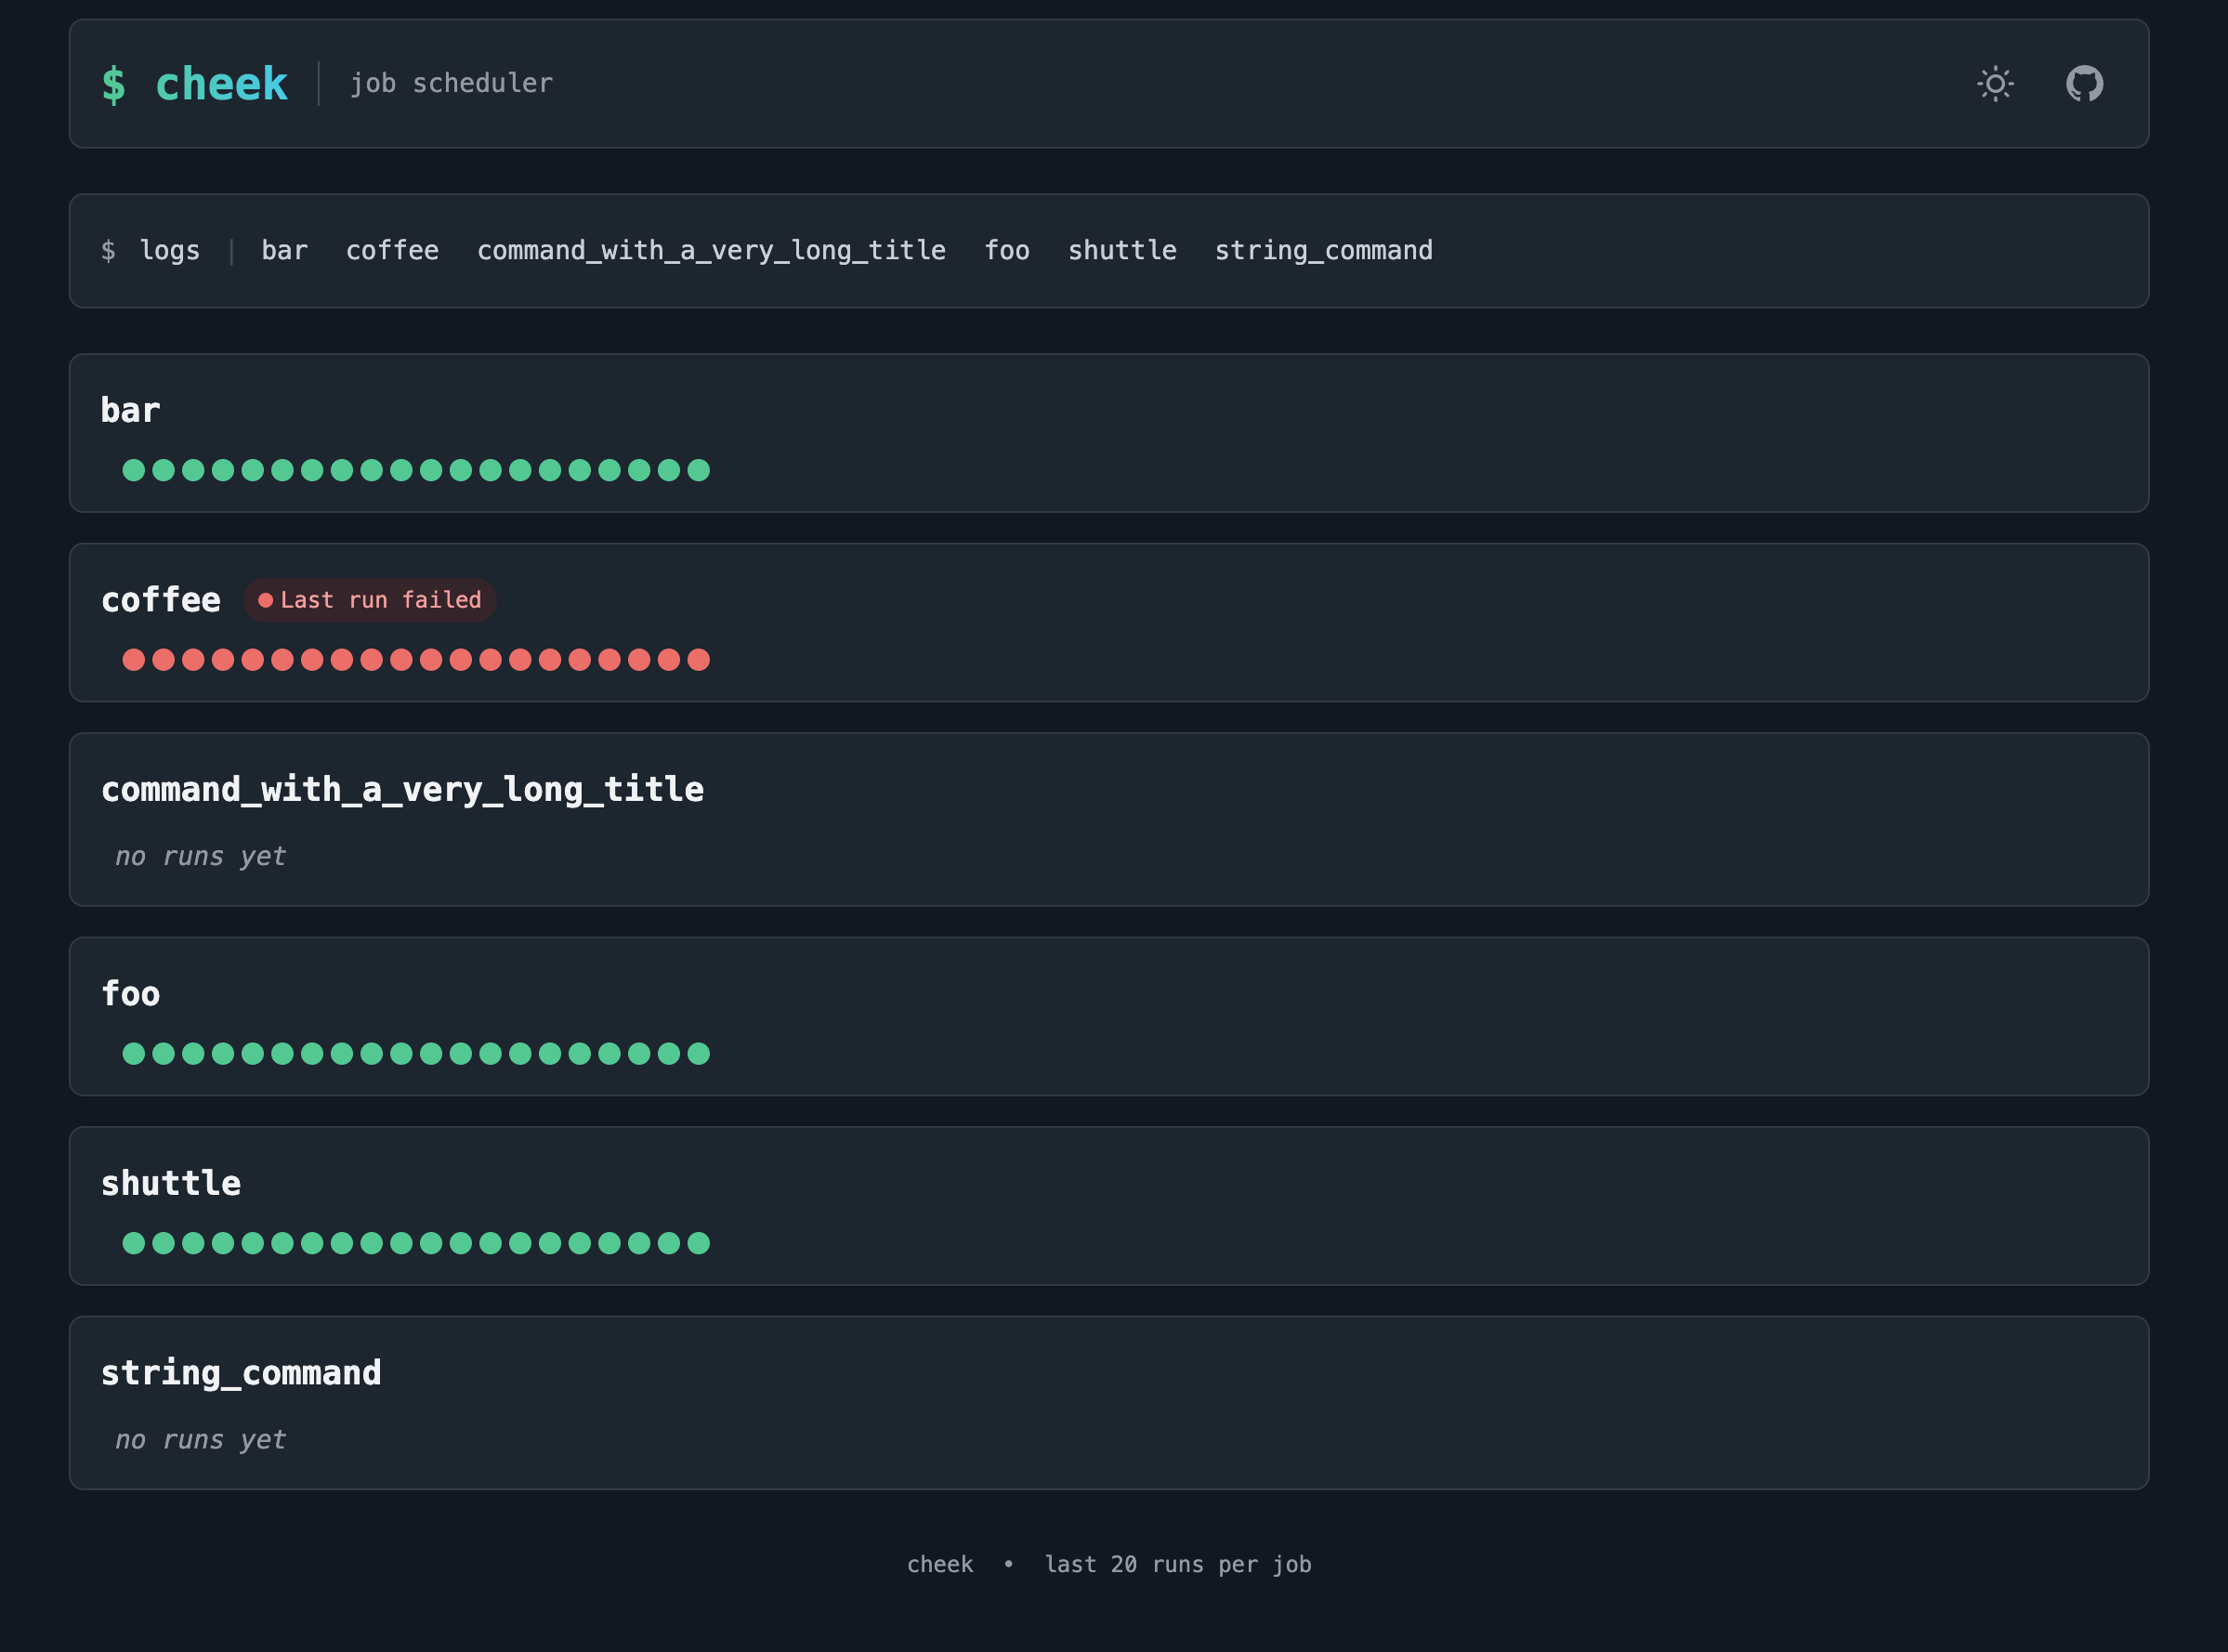 $ cheek | job scheduler
$ logs | bar coffee command_with_a_very_long_title foo shuttle string_command
bar
coffee Last run failed
command_with_a_very_long_title
no runs yet
foo
shuttle
string_command
no runs yet
cheek • last 20 runs per job